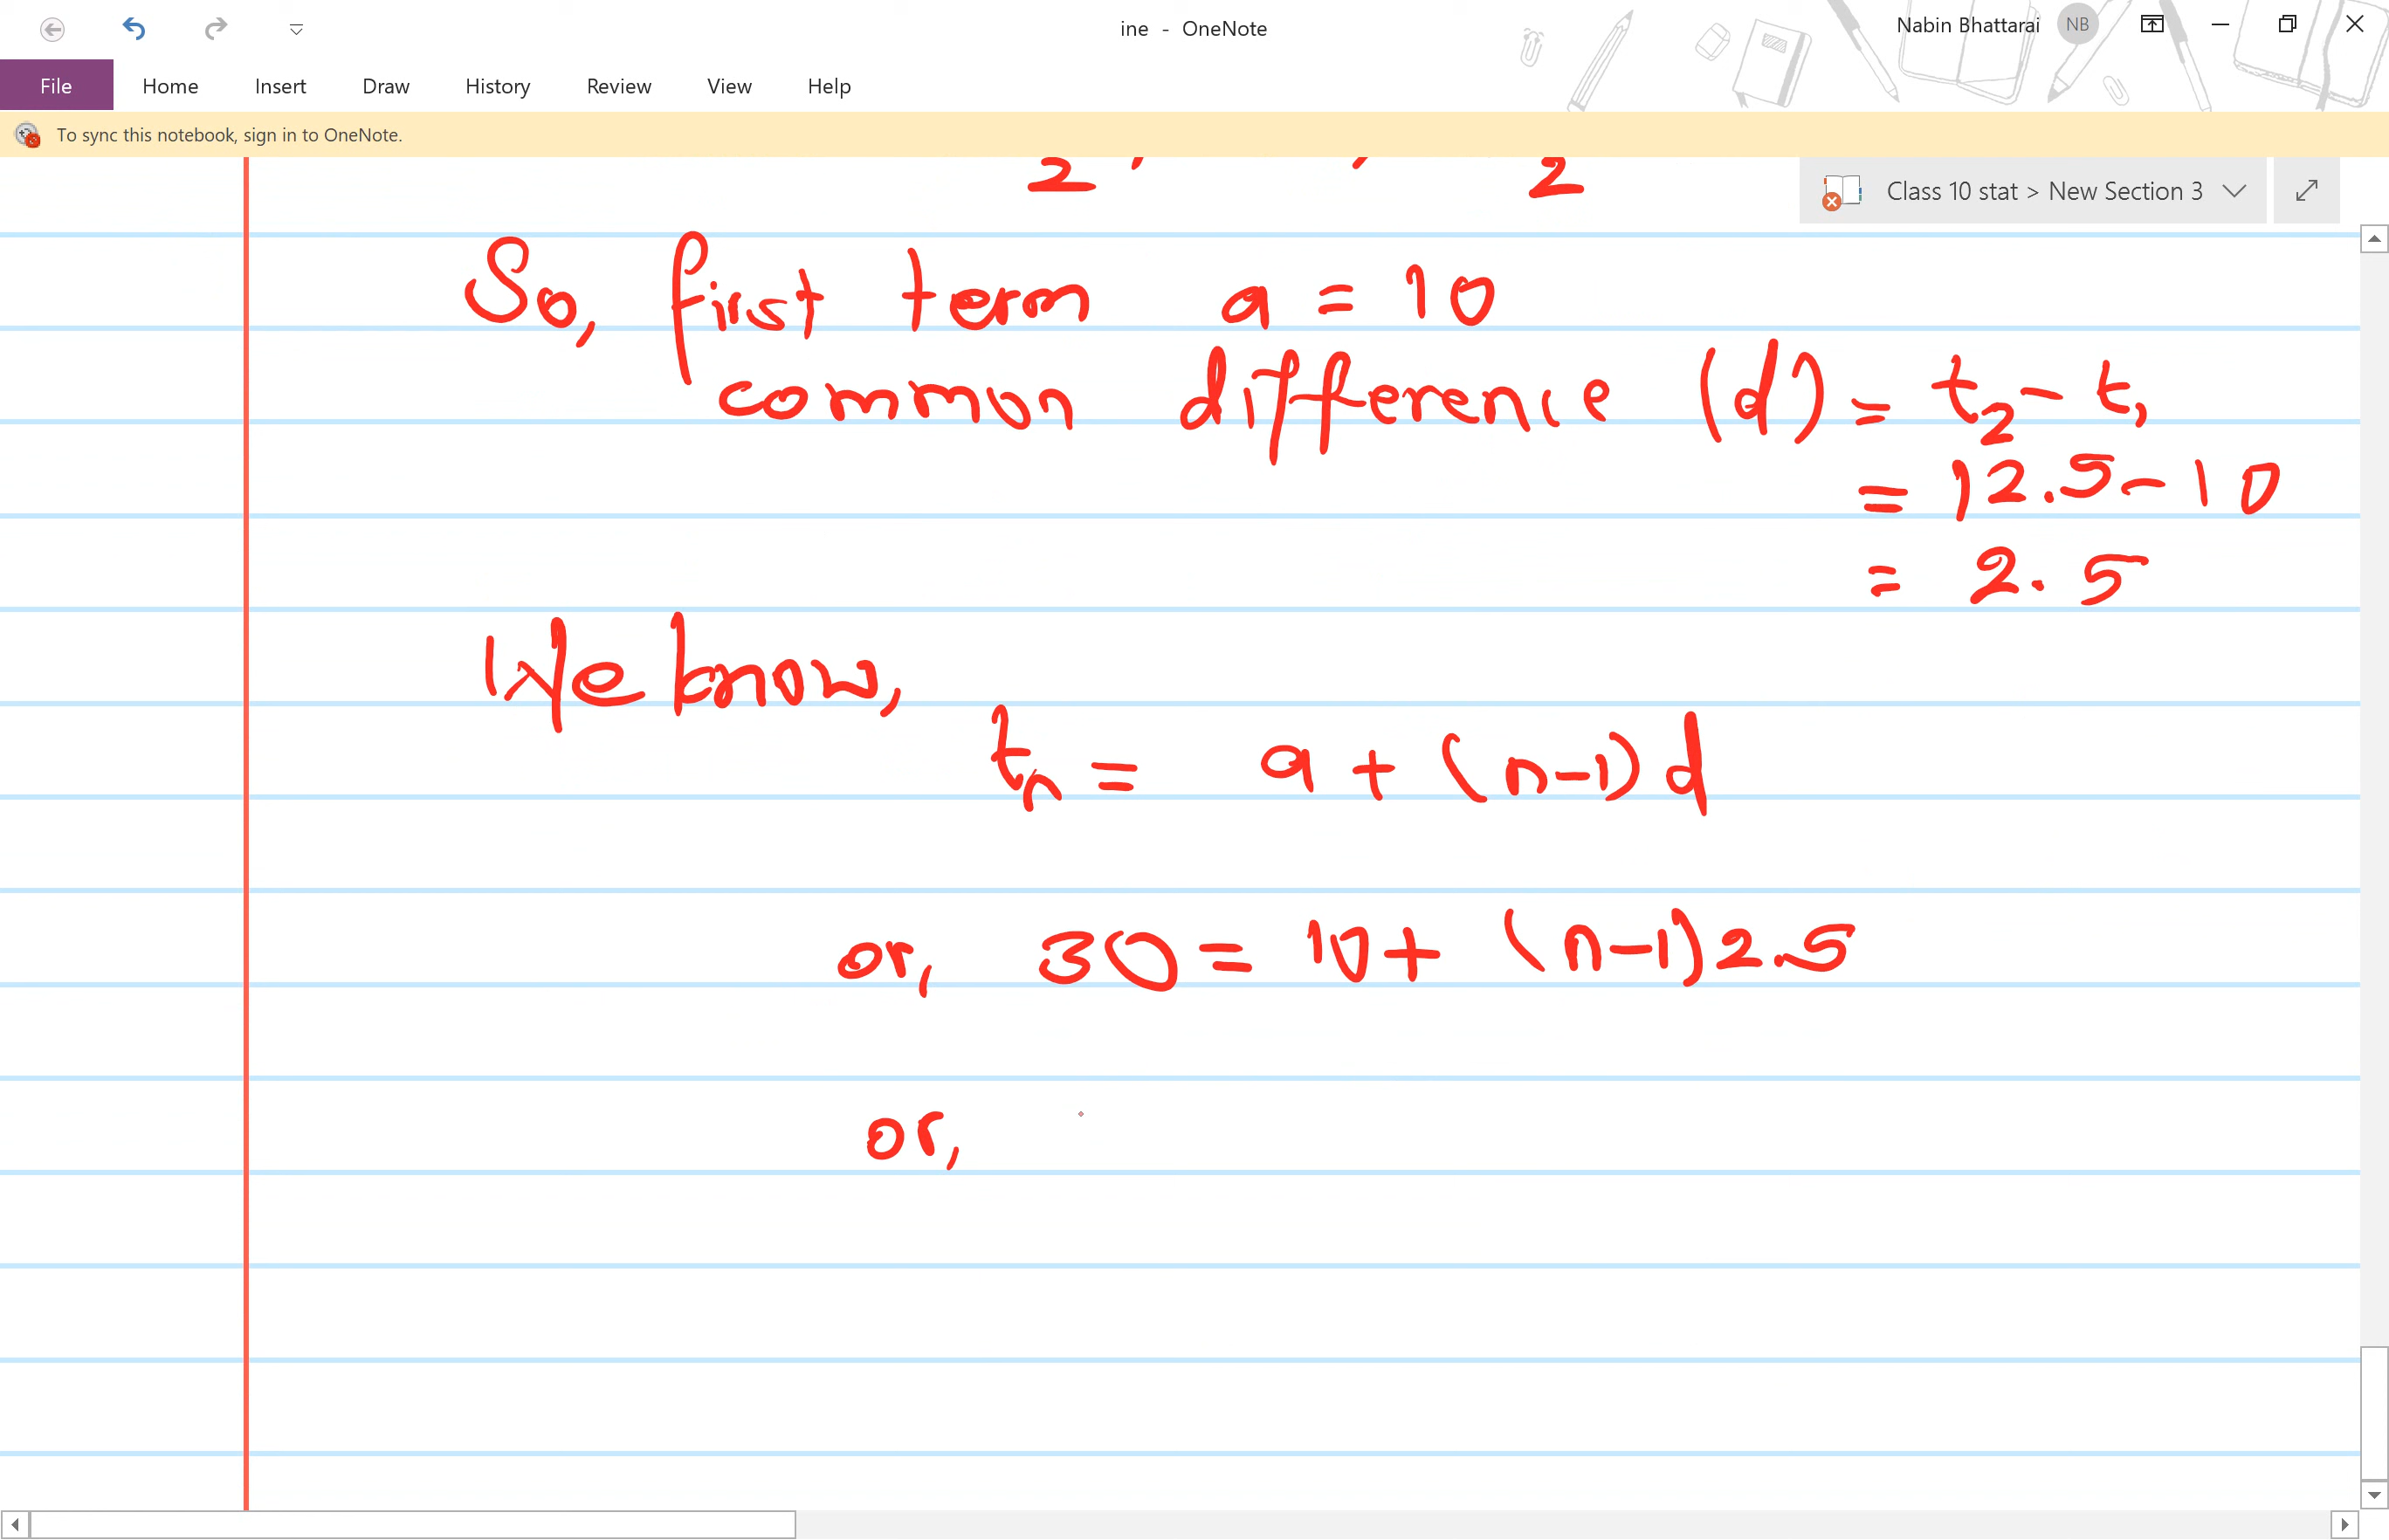 ine - OneNote
Nabin Bhattarai NB
File Home Insert Draw History Review View Help
To sync this notebook, sign in to OneNote.
Class 10 stat > New Section 3
2 , , 2
So, first term a = 10
common difference (d) = t₂ - t₁
= 12.5 - 10
= 2.5
We know,
tₙ = a + (n-1)d
or, 30 = 10 + (n-1)2.5
or,